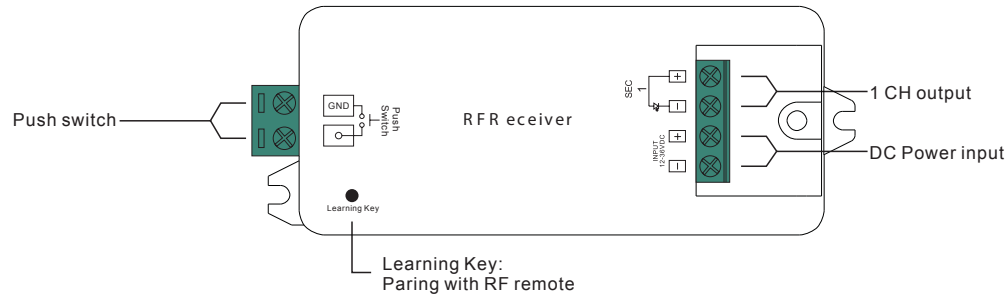 Push switch
GND
Push
Switch
RFR eceiver
Learning Key
Learning Key:
Paring with RF remote
SEC
1
+
-
INPUT
12-36VDC
+
-
1 CH output
DC Power input